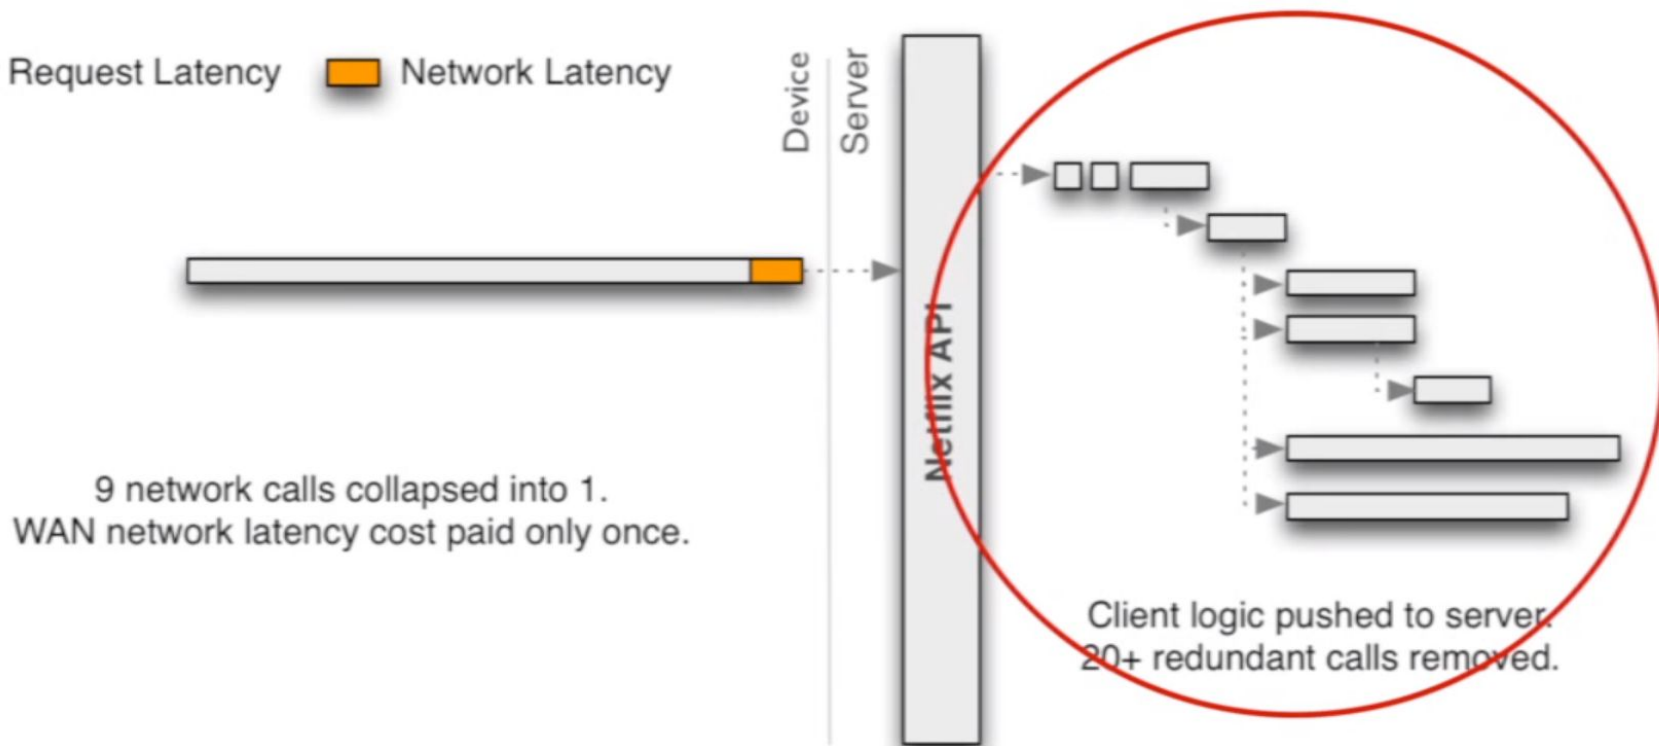 Request Latency
Network Latency
Device
Server
Netflix API
9 network calls collapsed into 1.
WAN network latency cost paid only once.
Client logic pushed to server.
20+ redundant calls removed.